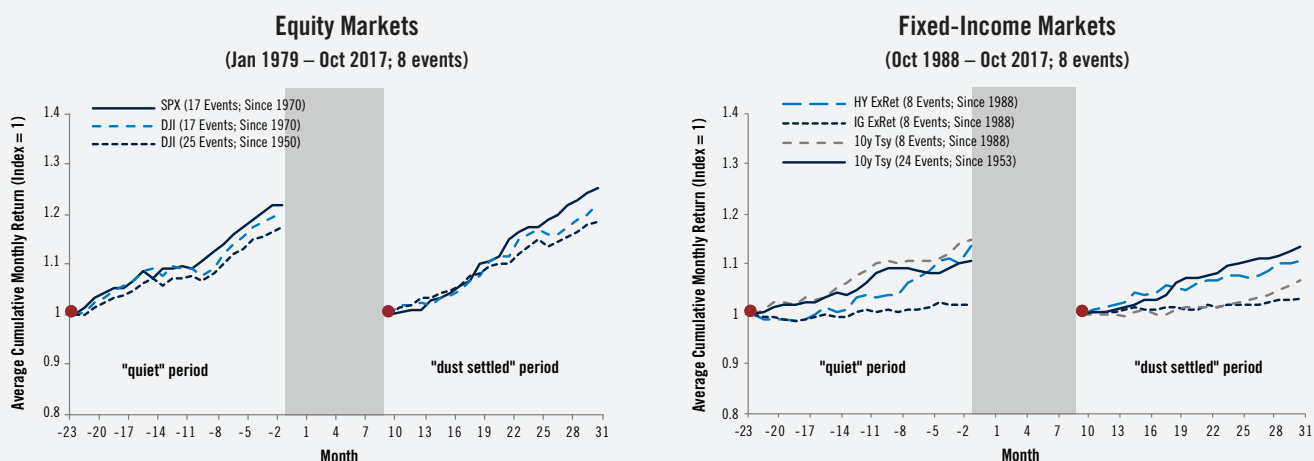 Equity Markets
(Jan 1979 – Oct 2017; 8 events)
Average Cumulative Monthly Return (Index = 1)
SPX (17 Events; Since 1970)
DJI (17 Events; Since 1970)
DJI (25 Events; Since 1950)
1.4
1.3
1.2
1.1
1
0.9
0.8
"quiet" period
"dust settled" period
-23 -20 -17 -14 -11 -8 -5 -2 1 4 7 10 13 16 19 22 25 28 31
Month
Fixed-Income Markets
(Oct 1988 – Oct 2017; 8 events)
Average Cumulative Monthly Return (Index = 1)
HY ExRet (8 Events; Since 1988)
IG ExRet (8 Events; Since 1988)
10y Tsy (8 Events; Since 1988)
10y Tsy (24 Events; Since 1953)
1.4
1.3
1.2
1.1
1
0.9
0.8
"quiet" period
"dust settled" period
-23 -20 -17 -14 -11 -8 -5 -2 1 4 7 10 13 16 19 22 25 28 31
Month